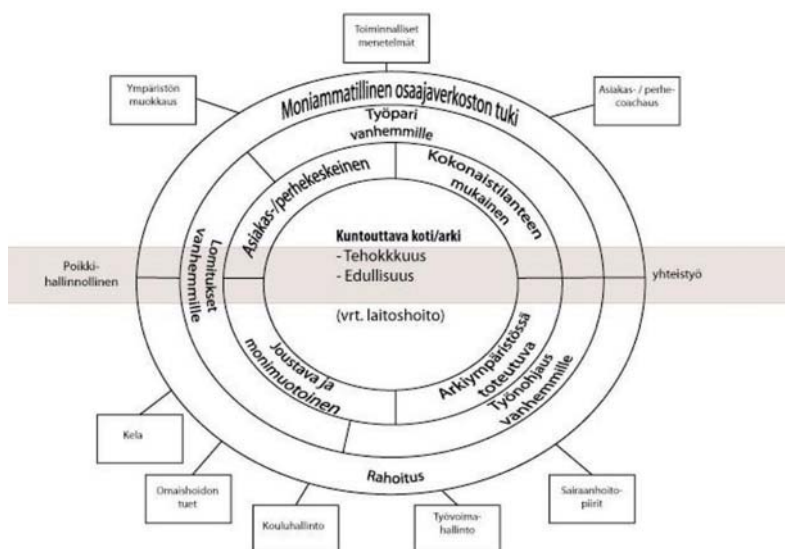 Toiminnalliset
menetelmät
Ympäristön
muokkaus
Asiakas- / perhe-
coachaus
Moniammatillinen osaajaverkoston tuki
Työpari
vanhemmille
Asiakas-/perhekeskeinen
Kokonaistilanteen
mukainen
Lomitukset
vanhemmille
Kuntouttava koti/arki
- Tehokkuus
- Edullisuus
(vrt. laitoshoito)
Poikki-
hallinnollinen
yhteistyö
Joustava ja
monimuotoinen
Arkiympäristössä
toteutuva
Työnohjaus
vanhemmille
Rahoitus
Kela
Omaishoidon
tuet
Kouluhallinto
Työvoima-
hallinto
Sairaanhoito-
piirit